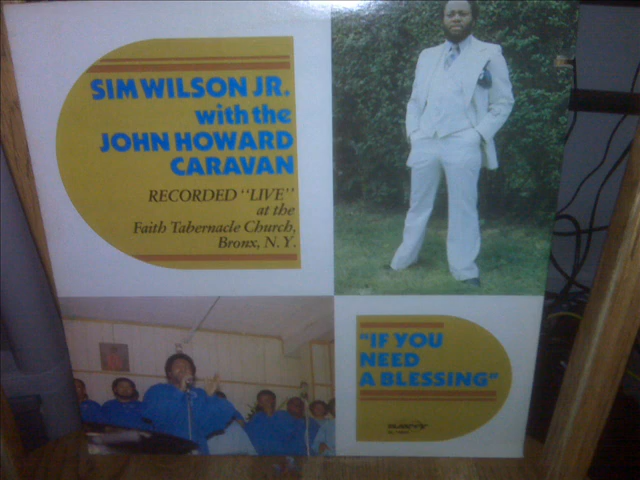 SIM WILSON JR.
with the
JOHN HOWARD
CARAVAN
RECORDED "LIVE"
at the
Faith Tabernacle Church,
Bronx, N.Y.
"IF YOU
NEED
A BLESSING"